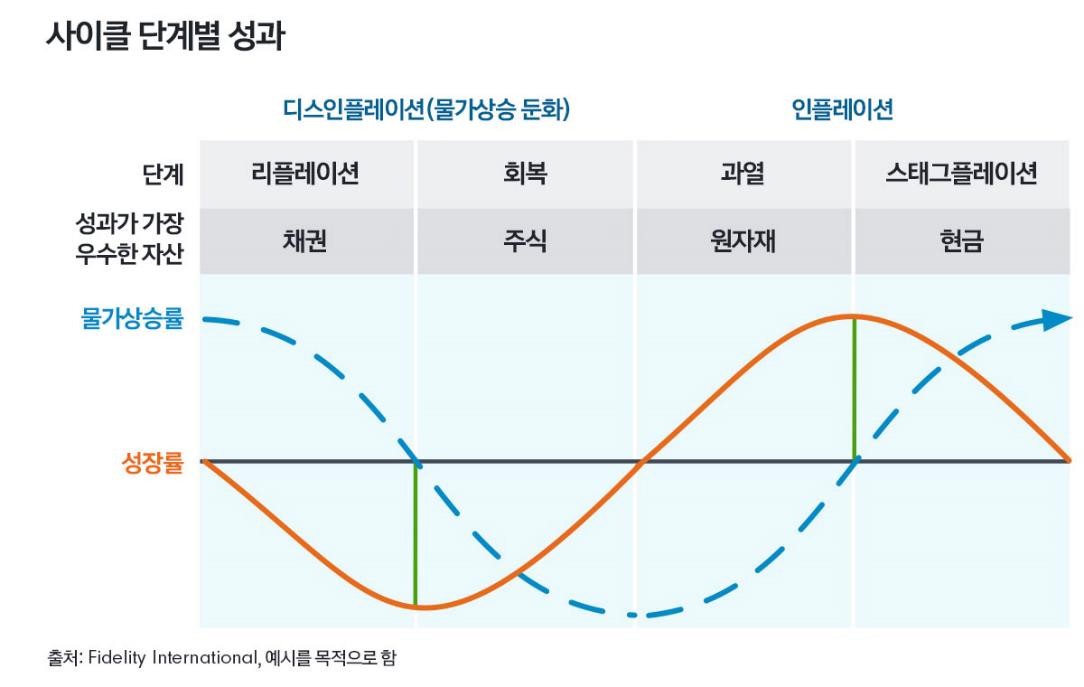 사이클 단계별 성과
디스인플레이션(물가상승 둔화) 인플레이션
단계 리플레이션 회복 과열 스태그플레이션
성과가 가장
우수한 자산 채권 주식 원자재 현금
물가상승률
성장률
출처: Fidelity International, 예시를 목적으로 함